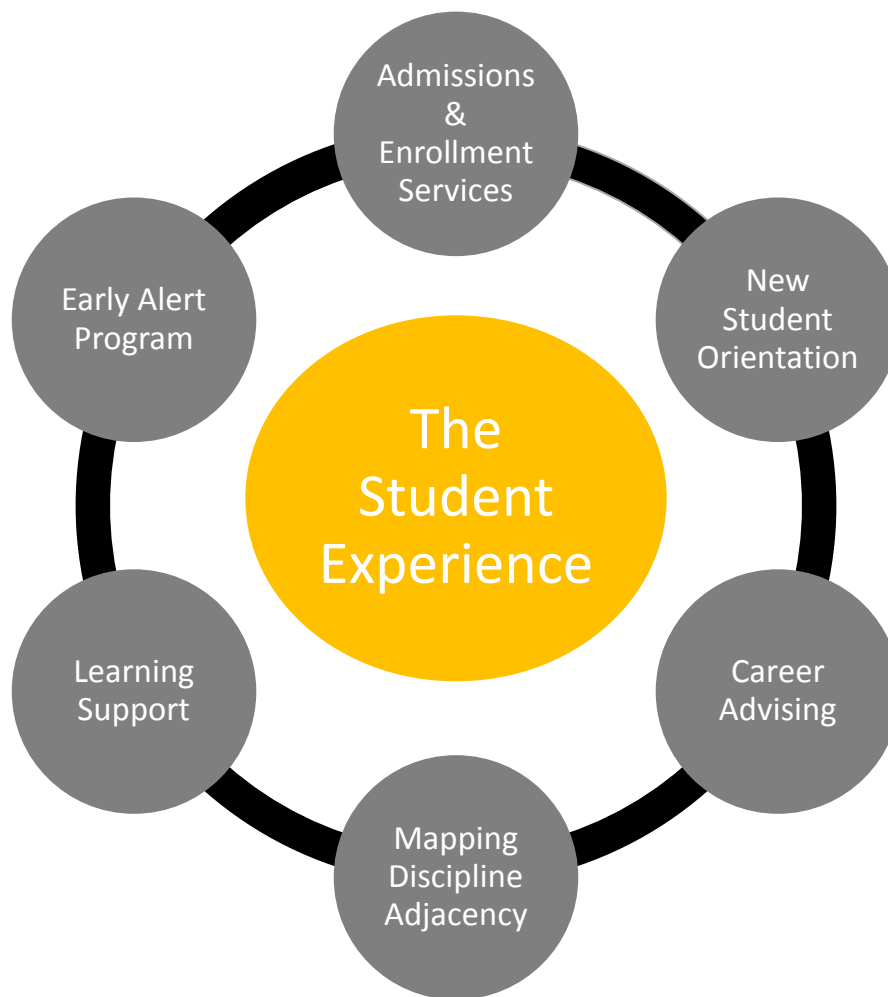 Admissions
&
Enrollment
Services
New
Student
Orientation
Career
Advising
Mapping
Discipline
Adjacency
Learning
Support
Early Alert
Program
The
Student
Experience